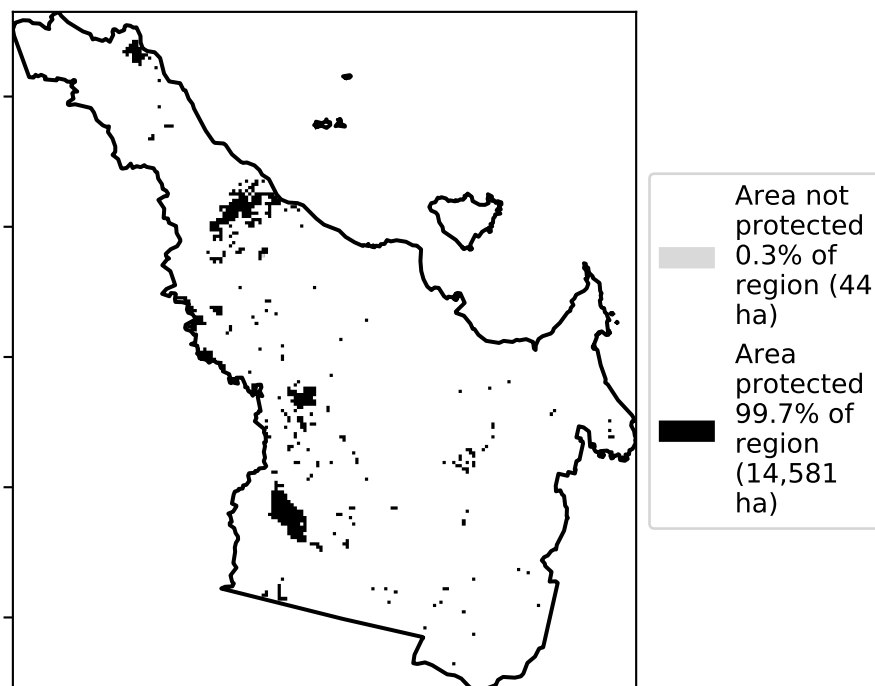 Area not
protected
0.3% of
region (44
ha)
Area
protected
99.7% of
region
(14,581
ha)